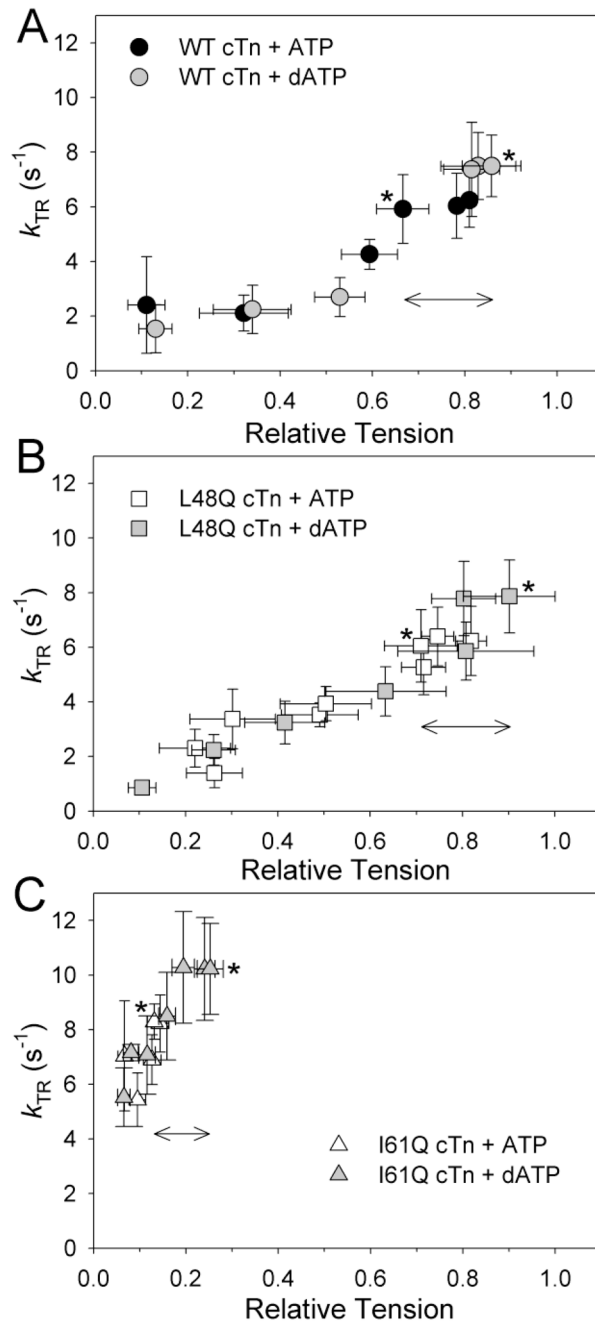 A
WT cTn + ATP
WT cTn + dATP
*
*
kTR (s⁻¹)
12
10
8
6
4
2
0
0.0 0.2 0.4 0.6 0.8 1.0
Relative Tension
B
L48Q cTn + ATP
L48Q cTn + dATP
*
*
kTR (s⁻¹)
12
10
8
6
4
2
0
0.0 0.2 0.4 0.6 0.8 1.0
Relative Tension
C
*
*
kTR (s⁻¹)
12
10
8
6
4
2
0
I61Q cTn + ATP
I61Q cTn + dATP
0.0 0.2 0.4 0.6 0.8 1.0
Relative Tension